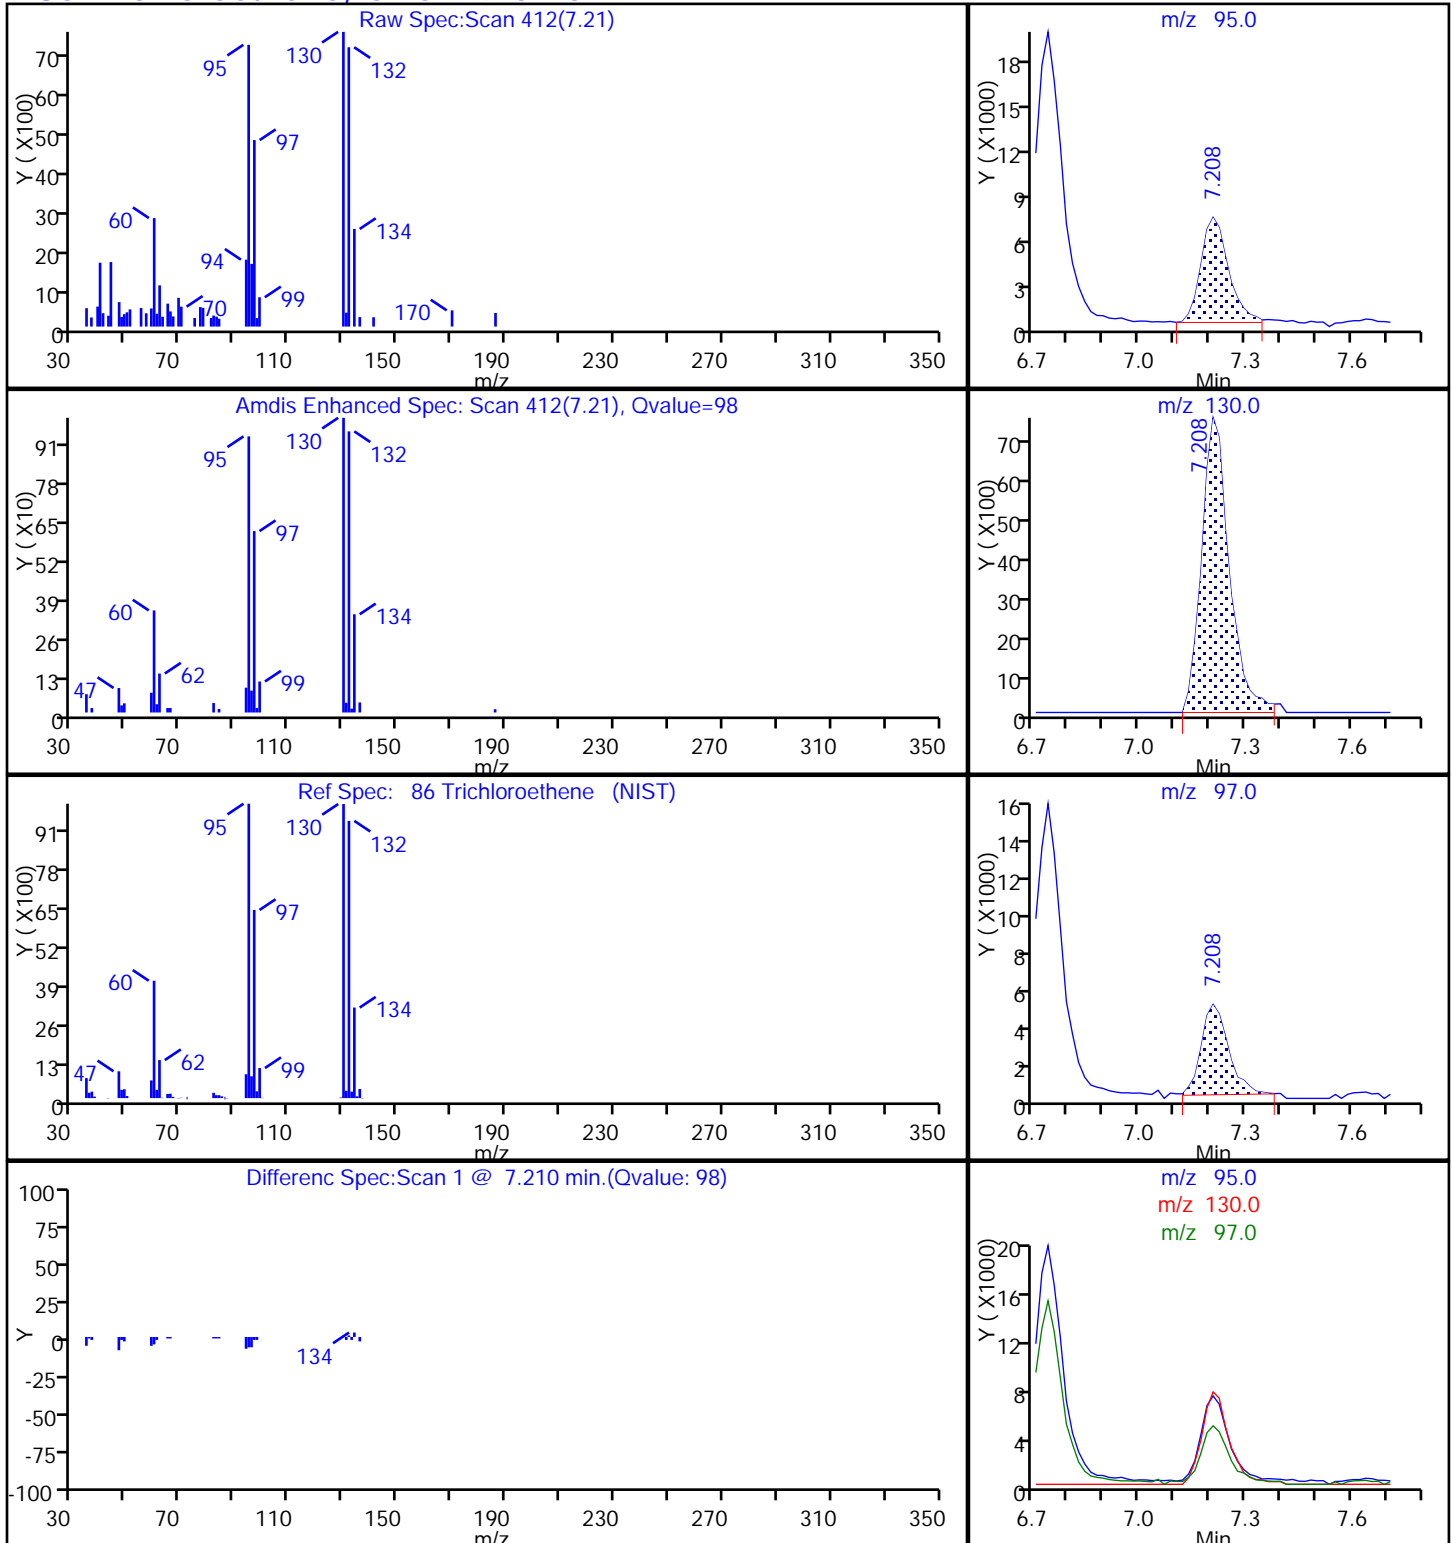 Raw Spec:Scan 412(7.21)
Y ( X100)
70
60
50
40
30
20
10
0
95
130
132
97
60
134
94
70
99
170
30 70 110 150 190 230 270 310 350
m/z
m/z 95.0
Y ( X1000)
18
15
12
9
6
3
0
7.208
6.7 7.0 7.3 7.6
Min
Amdis Enhanced Spec: Scan 412(7.21), Qvalue=98
Y ( X10)
91
78
65
52
39
26
13
0
95
130
132
97
60
134
47
62
99
30 70 110 150 190 230 270 310 350
m/z
m/z 130.0
Y ( X100)
70
60
50
40
30
20
10
0
7.208
6.7 7.0 7.3 7.6
Min
Ref Spec: 86 Trichloroethene (NIST)
Y ( X100)
91
78
65
52
39
26
13
0
95
130
132
97
60
134
47
62
99
30 70 110 150 190 230 270 310 350
m/z
m/z 97.0
Y ( X1000)
16
14
12
10
8
6
4
2
0
7.208
6.7 7.0 7.3 7.6
Min
Differenc Spec:Scan 1 @ 7.210 min.(Qvalue: 98)
Y
100
75
50
25
0
-25
-50
-75
-100
134
30 70 110 150 190 230 270 310 350
m/z
m/z 95.0
m/z 130.0
m/z 97.0
Y ( X1000)
20
16
12
8
4
0
6.7 7.0 7.3 7.6
Min